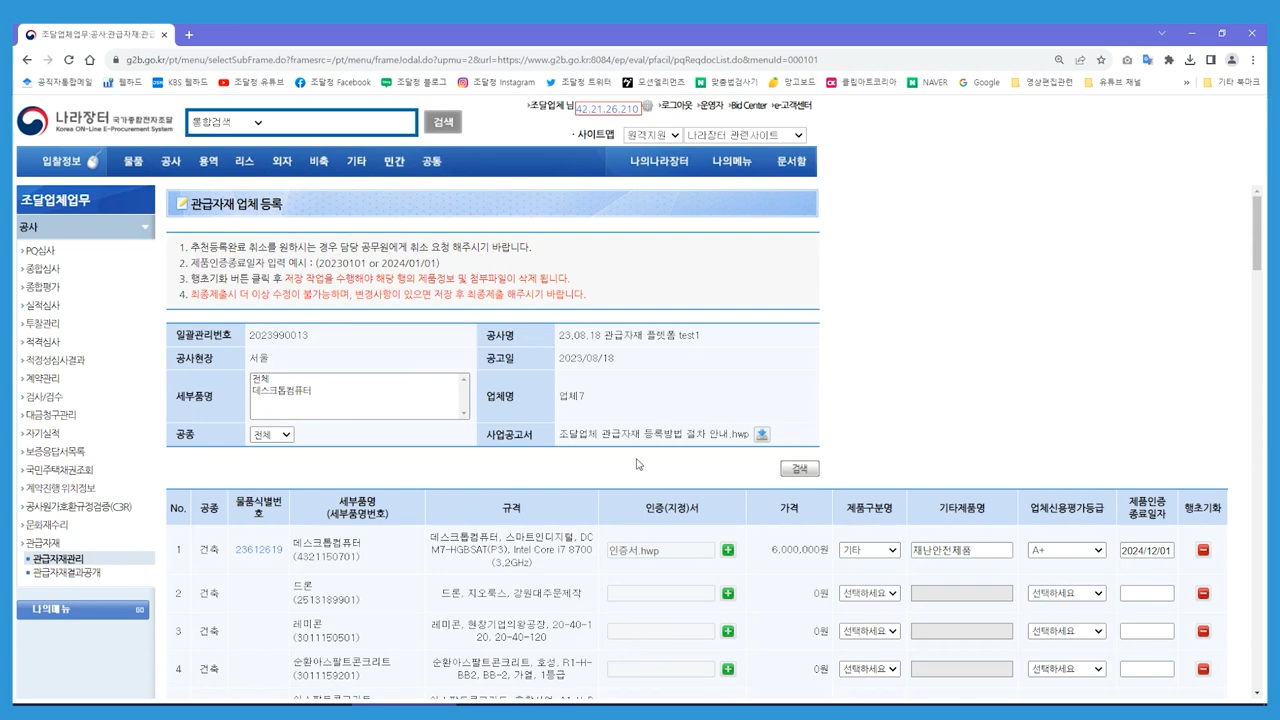 조달업체업무:공사:관급자재:관급
g2b.go.kr/pt/menu/selectSubFrame.do?framesrc=/pt/menu/frameJodal.do?upmu=2&url=https://www.g2b.go.kr:8084/ep/eval/pfacil/pqReqdocList.do&menuId=000101
공직자통합메일 웹하드 KBS 웹하드 조달청 유튜브 조달청 Facebook 조달청 블로그 조달청 Instagram 조달청 트위터 모션엘리먼츠 맞춤법검사기 망고보드 클립아트코리아 NAVER Google 영상편집관련 유튜브 채널 » 기타 북마크
나라장터 국가종합전자조달
Korea ON-Line E-Procurement System
통합검색
검색
조달업체 님 42.21.26.210 로그아웃 운영자 Bid Center e-고객센터
사이트맵 원격지원 나라장터 관련사이트
입찰정보 물품 공사 용역 리스 외자 비축 기타 민간 공통 나의나라장터 나의메뉴 문서함
조달업체업무
공사
PQ심사
종합심사
종합평가
실적심사
투찰관리
적격심사
적정성심사결과
계약관리
검사/검수
대금청구관리
자기실적
보증응답서목록
국민주택채권조회
계약진행 위치정보
공사원가호환규정검증(C3R)
문화재수리
관급자재
관급자재관리
관급자재결과공개
나의메뉴
관급자재 업체 등록
1. 추천등록완료 취소를 원하시는 경우 담당 공무원에게 취소 요청 해주시기 바랍니다.
2. 제품인증종료일자 입력 예시 : (20230101 or 2024/01/01)
3. 행초기화 버튼 클릭 후 저장 작업을 수행해야 해당 행의 제품정보 및 첨부파일이 삭제 됩니다.
4. 최종제출시 더 이상 수정이 불가능하며, 변경사항이 있으면 저장 후 최종제출 해주시기 바랍니다.
일괄관리번호 2023990013 공사명 23.08.18 관급자재 플랫폼 test1
공사현장 서울 공고일 2023/08/18
세부품명 전체
데스크톱컴퓨터
업체명 업체7
공종 전체 사업공고서 조달업체 관급자재 등록방법 절차 안내.hwp
검색
No. 공종 물품식별번호 세부품명 (세부품명번호) 규격 인증(지정)서 가격 제품구분명 기타제품명 업체신용평가등급 제품인증 종료일자 행초기화
1 건축 23612619 데스크톱컴퓨터 (4321150701) 데스크톱컴퓨터, 스마트인디지털, DCM7-HGBSAT(P3), Intel Core i7 8700(3.2GHz) 인증서.hwp 6,000,000원 기타 재난안전제품 A+ 2024/12/01
2 건축 드론 (2513189901) 드론, 지오룩스, 강원대주문제작 0원 선택하세요 선택하세요
3 건축 레미콘 (3011150501) 레미콘, 현창기업의왕공장, 20-40-120, 20-40-120 0원 선택하세요 선택하세요
4 건축 순환아스팔트콘크리트 (3011159201) 순환아스팔트콘크리트, 호성, R1-H-BB2, BB-2, 가열, 1등급 0원 선택하세요 선택하세요